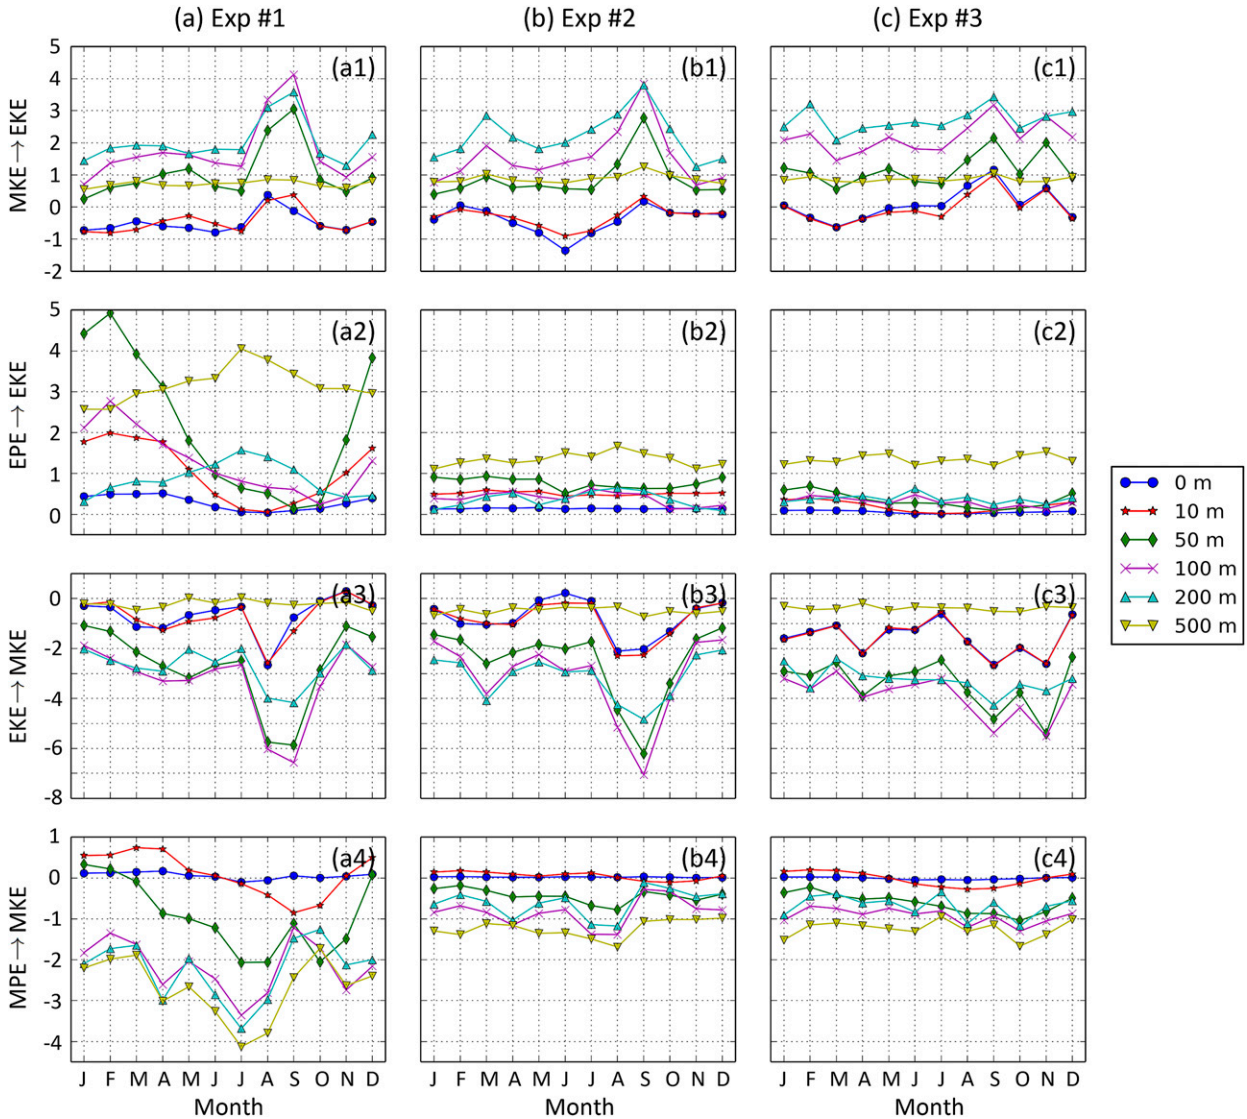 (a) Exp #1
(b) Exp #2
(c) Exp #3
MKE → EKE
5
4
3
2
1
0
-1
-2
(a1)
(b1)
(c1)
EPE → EKE
5
4
3
2
1
0
(a2)
(b2)
(c2)
EKE → MKE
0
-2
-4
-6
-8
(a3)
(b3)
(c3)
MPE → MKE
1
0
-1
-2
-3
-4
(a4)
(b4)
(c4)
J F M A M J J A S O N D
J F M A M J J A S O N D
J F M A M J J A S O N D
Month
Month
Month
0 m
10 m
50 m
100 m
200 m
500 m